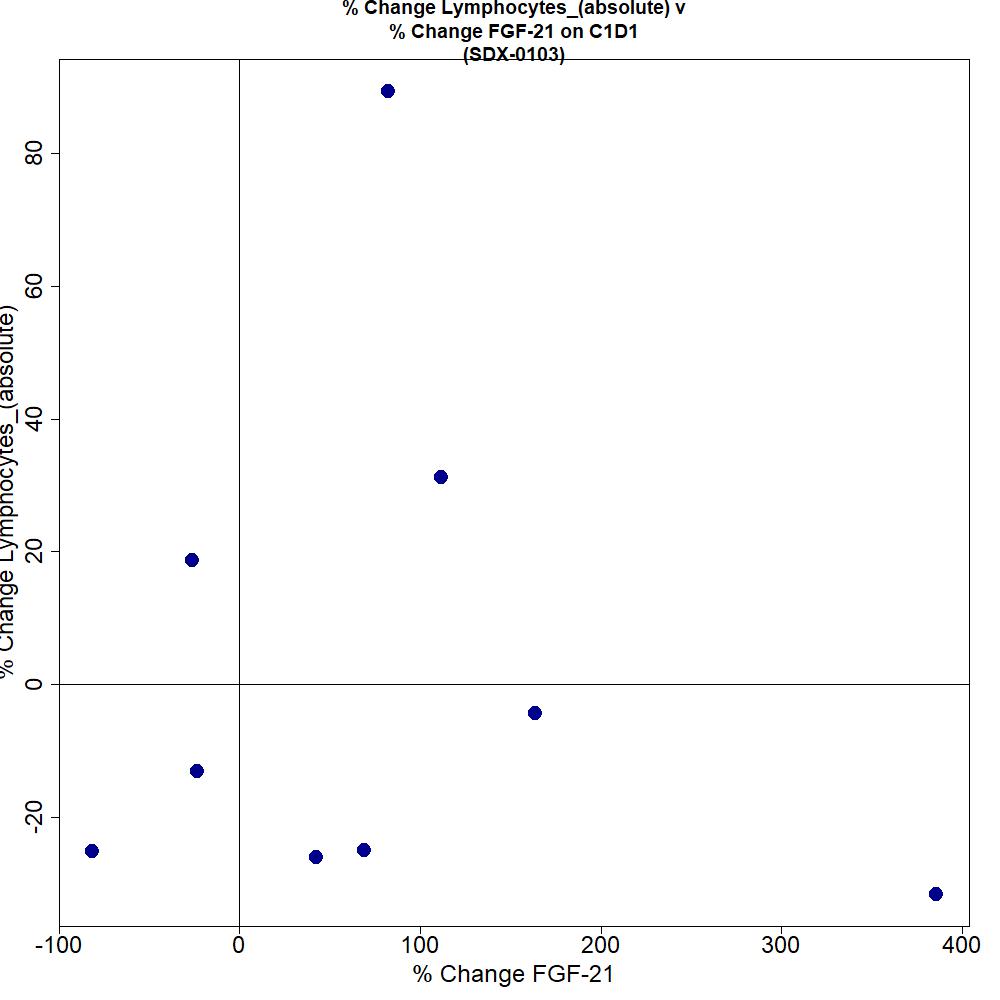 % Change Lymphocytes_(absolute) v
% Change FGF-21 on C1D1
(SDX-0103)
% Change Lymphocytes_(absolute)
80
60
40
20
0
-20
-100
0
100
200
300
400
% Change FGF-21